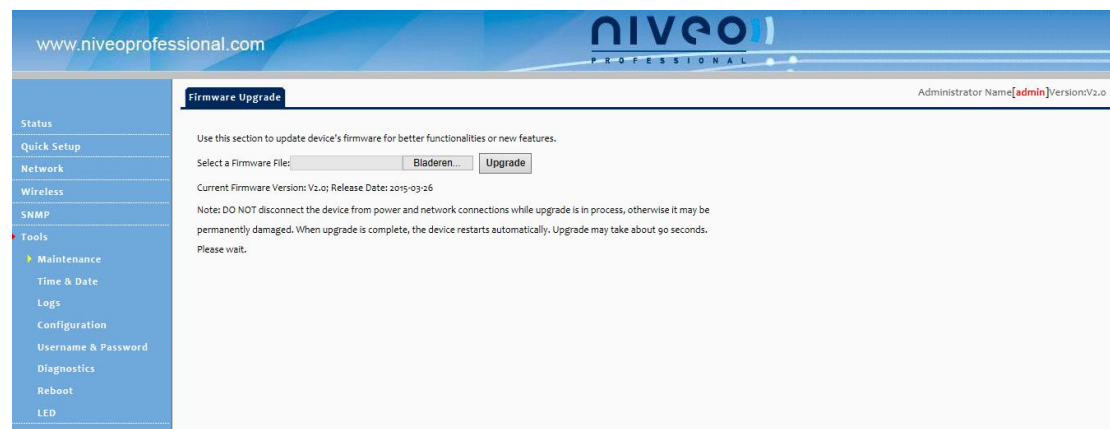 www.niveoprofessional.com
niveo
PROFESSIONAL
Firmware Upgrade
Administrator Name[admin]Version:V2.0
Status
Quick Setup
Network
Wireless
SNMP
Tools
Maintenance
Time & Date
Logs
Configuration
Username & Password
Diagnostics
Reboot
LED
Use this section to update device's firmware for better functionalities or new features.
Select a Firmware File: Bladeren... Upgrade
Current Firmware Version: V2.0; Release Date: 2015-03-26
Note: DO NOT disconnect the device from power and network connections while upgrade is in process, otherwise it may be
permanently damaged. When upgrade is complete, the device restarts automatically. Upgrade may take about 90 seconds.
Please wait.